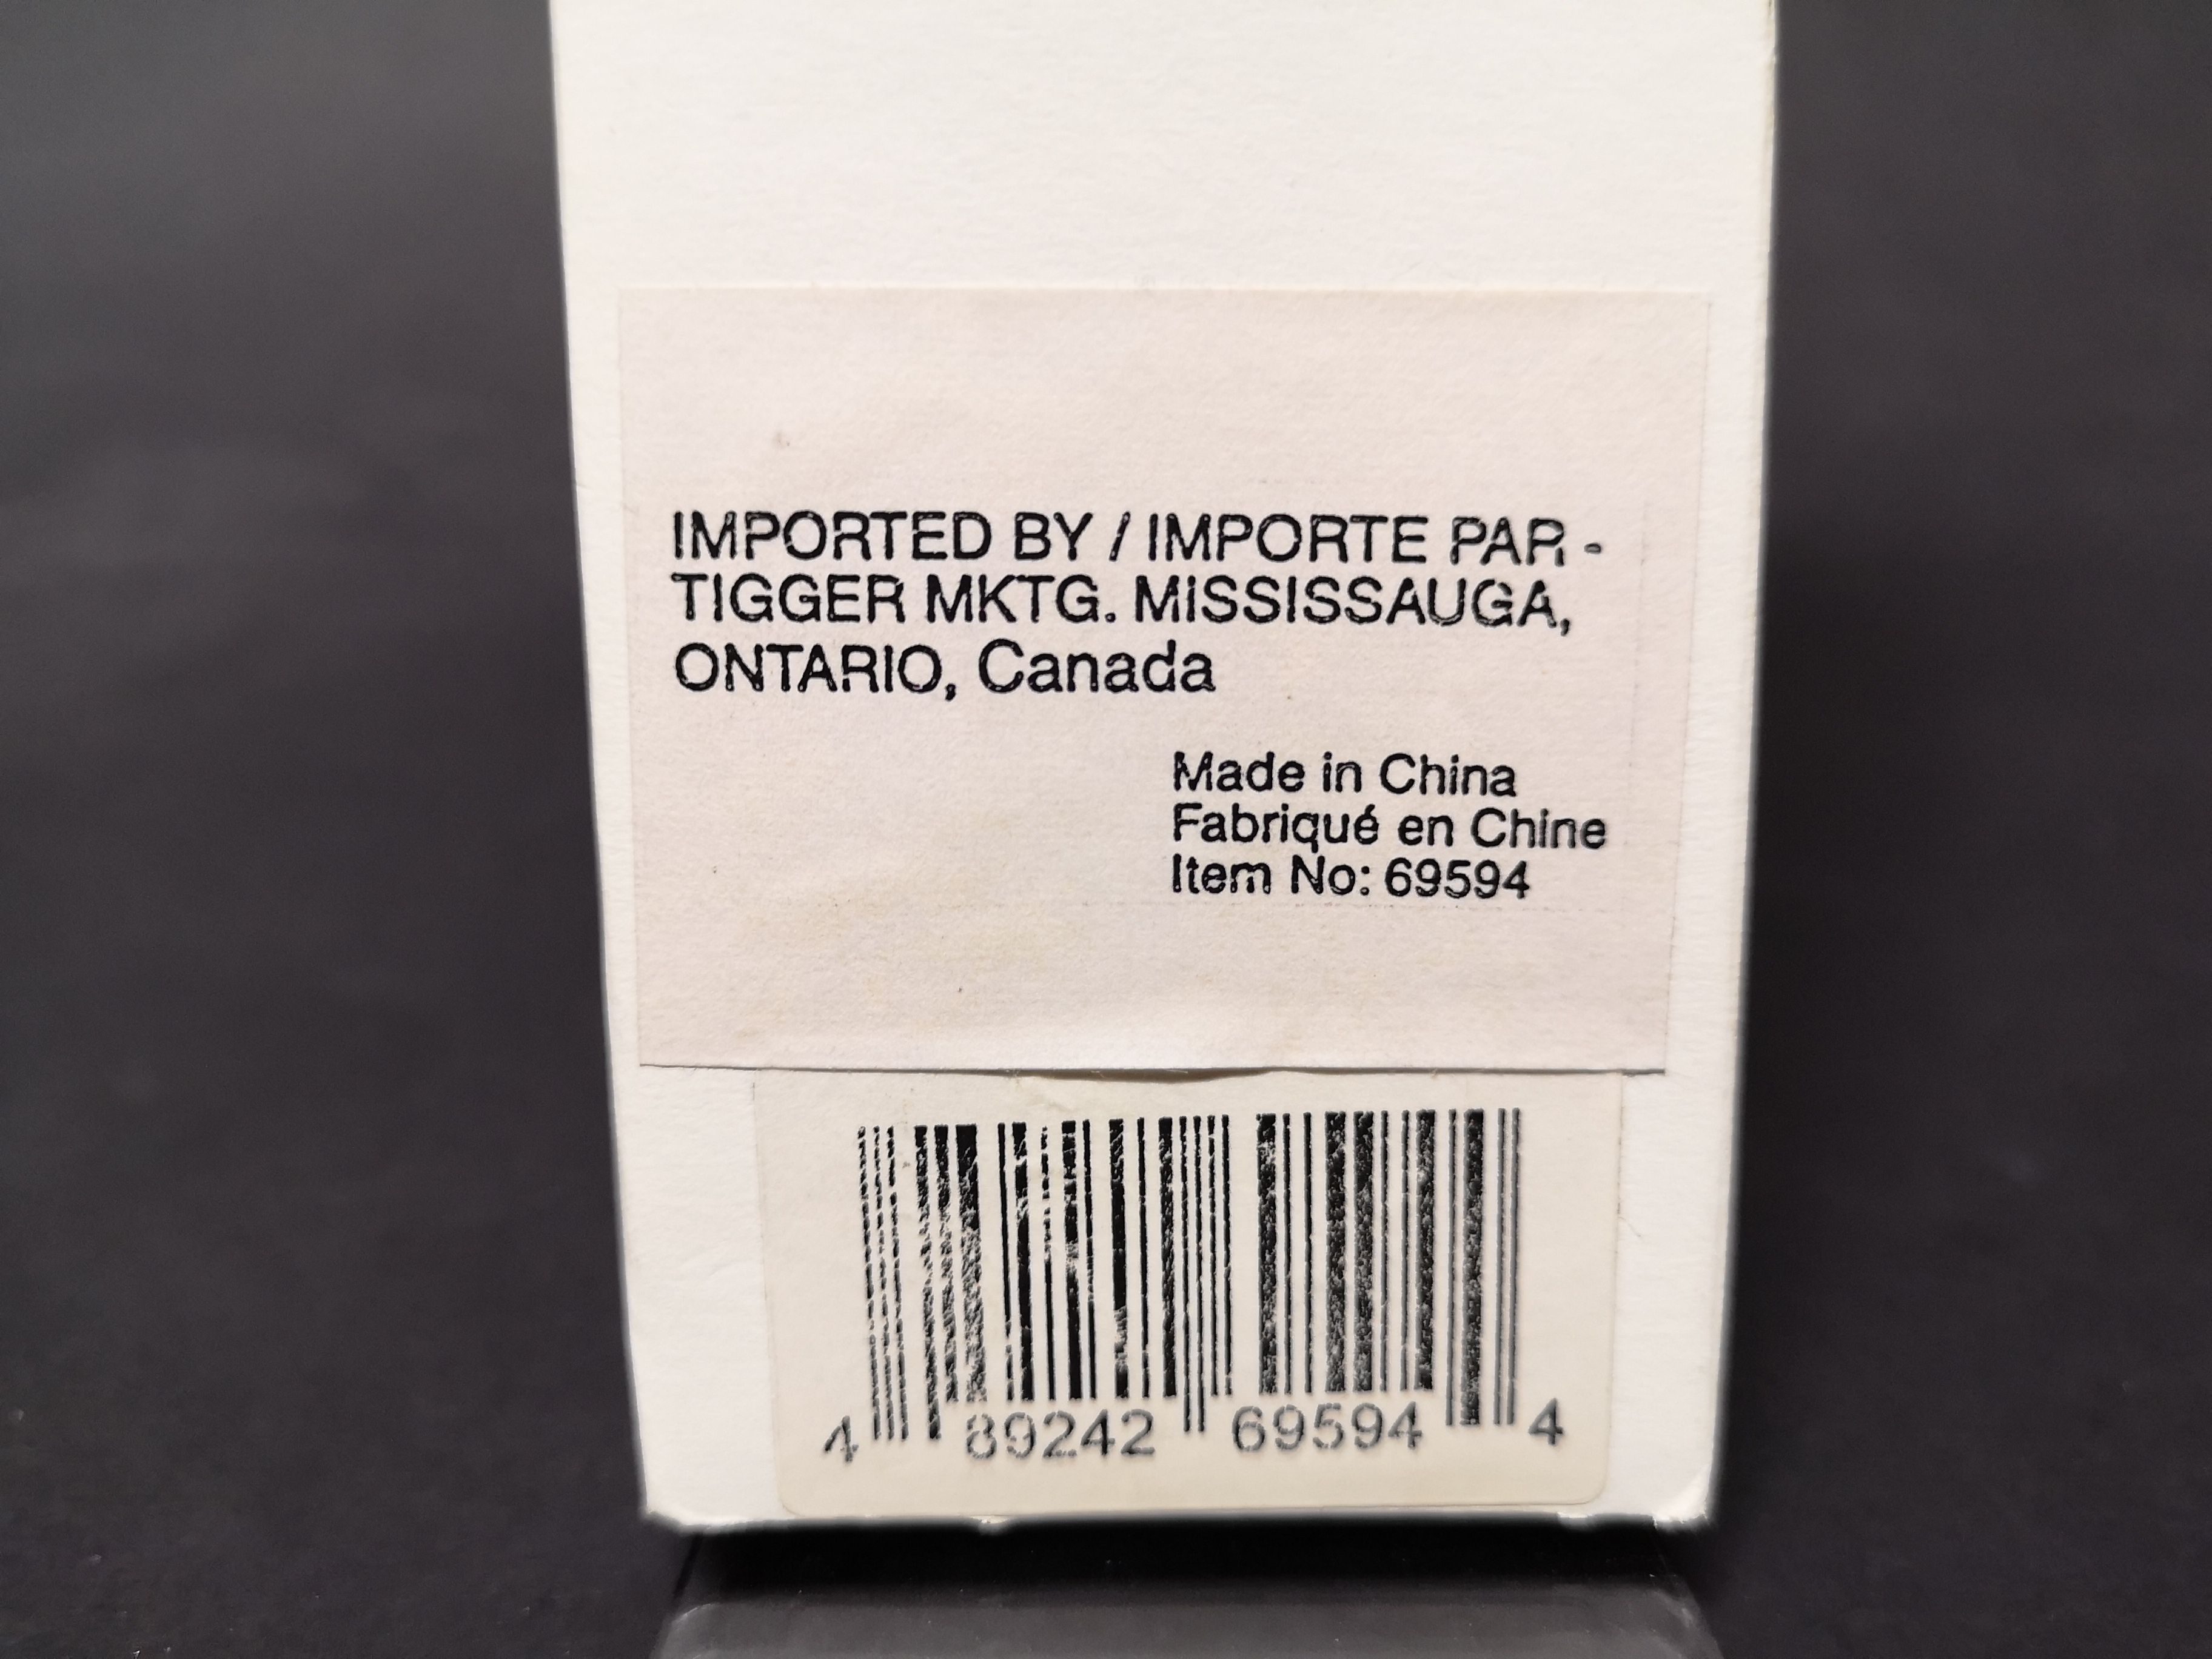 IMPORTED BY / IMPORTE PAR -
TIGGER MKTG. MISSISSAUGA,
ONTARIO, Canada
Made in China
Fabriqué en Chine
Item No: 69594
4 89242 69594 4